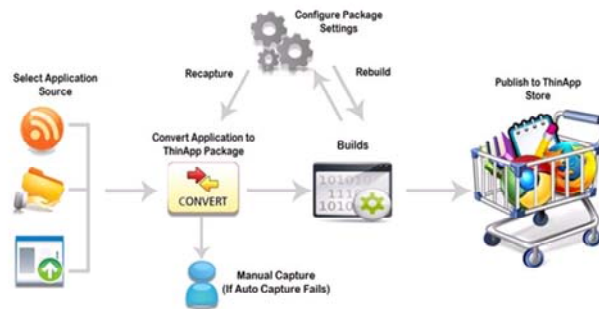 Configure Package
Settings
Recapture
Rebuild
Select Application
Source
Publish to ThinApp
Store
Convert Application to
ThinApp Package
Builds
CONVERT
Manual Capture
(If Auto Capture Fails)